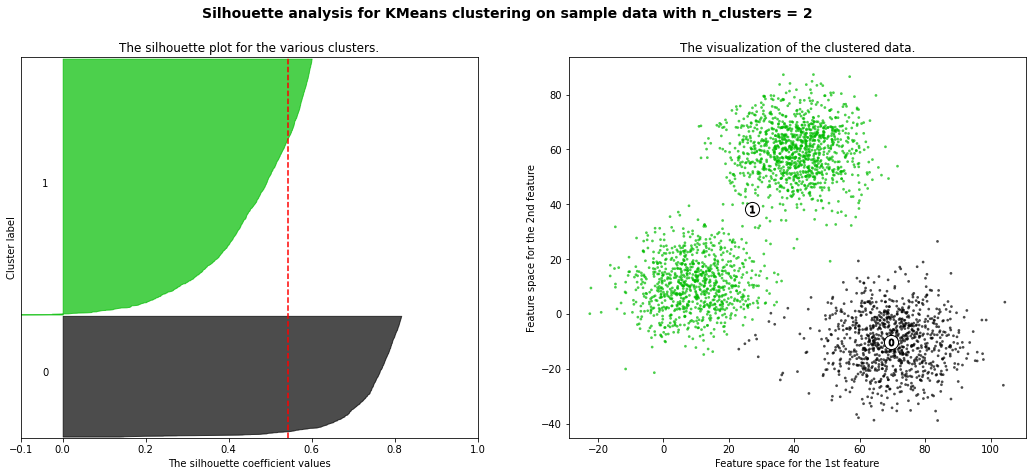 Silhouette analysis for KMeans clustering on sample data with n_clusters = 2
The silhouette plot for the various clusters.
Cluster label
1
0
−0.1 0.0 0.2 0.4 0.6 0.8 1.0
The silhouette coefficient values
The visualization of the clustered data.
Feature space for the 2nd feature
80
60
40
20
0
−20
−40
1
0
−20 0 20 40 60 80 100
Feature space for the 1st feature